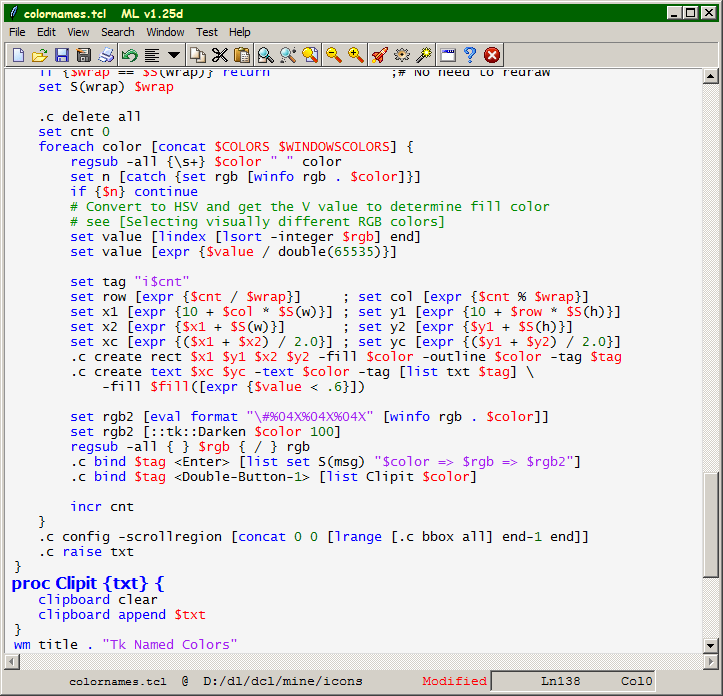 colornames.tcl   ML v1.25d
File Edit View Search Window Test Help
if {$wrap == $S(wrap)} return                   ;# No need to redraw
    set S(wrap) $wrap
    .c delete all
    set cnt 0
    foreach color [concat $COLORS $WINDOWSCOLORS] {
        regsub -all {\s+} $color " " color
        set n [catch {set rgb [winfo rgb . $color]}]
        if {$n} continue
        # Convert to HSV and get the V value to determine fill color
        # see [Selecting visually different RGB colors]
        set value [lindex [lsort -integer $rgb] end]
        set value [expr {$value / double(65535)}]
        set tag "i$cnt"
        set row [expr {$cnt / $wrap}]     ; set col [expr {$cnt % $wrap}]
        set x1 [expr {10 + $col * $S(w)}] ; set y1 [expr {10 + $row * $S(h)}]
        set x2 [expr {$x1 + $S(w)}]       ; set y2 [expr {$y1 + $S(h)}]
        set xc [expr {($x1 + $x2) / 2.0}] ; set yc [expr {($y1 + $y2) / 2.0}]
        .c create rect $x1 $y1 $x2 $y2 -fill $color -outline $color -tag $tag
        .c create text $xc $yc -text $color -tag [list txt $tag] \
            -fill $fill([expr {$value < .6}])
        set rgb2 [eval format "\#%04X%04X%04X" [winfo rgb . $color]]
        set rgb2 [::tk::Darken $color 100]
        regsub -all { } $rgb { / } rgb
        .c bind $tag <Enter> [list set S(msg) "$color => $rgb => $rgb2"]
        .c bind $tag <Double-Button-1> [list Clipit $color]
        incr cnt
    }
    .c config -scrollregion [concat 0 0 [lrange [.c bbox all] end-1 end]]
    .c raise txt
}
proc Clipit {txt} {
    clipboard clear
    clipboard append $txt
}
wm title . "Tk Named Colors"
colornames.tcl @ D:/dl/dcl/mine/icons Modified Ln138 Col0